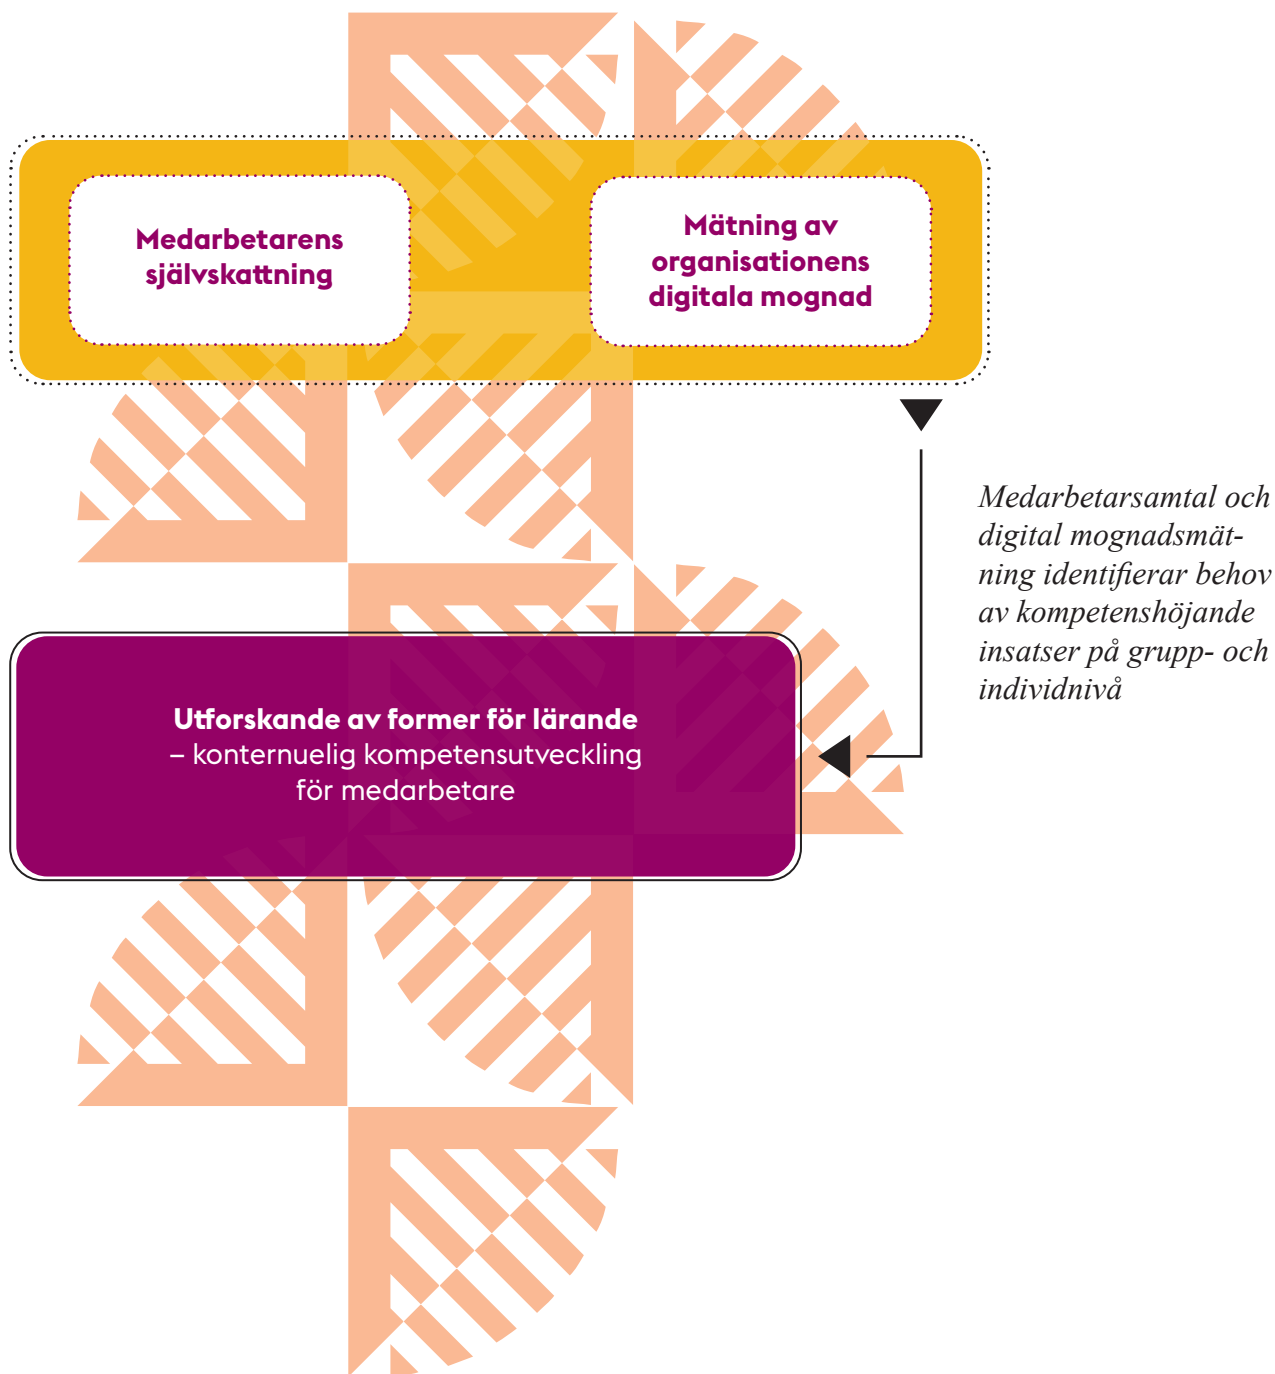 Medarbetarens
självskattning
Mätning av
organisationens
digitala mognad
Medarbetarsamtal och
digital mognadsmät-
ning identifierar behov
av kompetenshöjande
insatser på grupp- och
individnivå
Utforskande av former för lärande
– konternuelig kompetensutveckling
för medarbetare